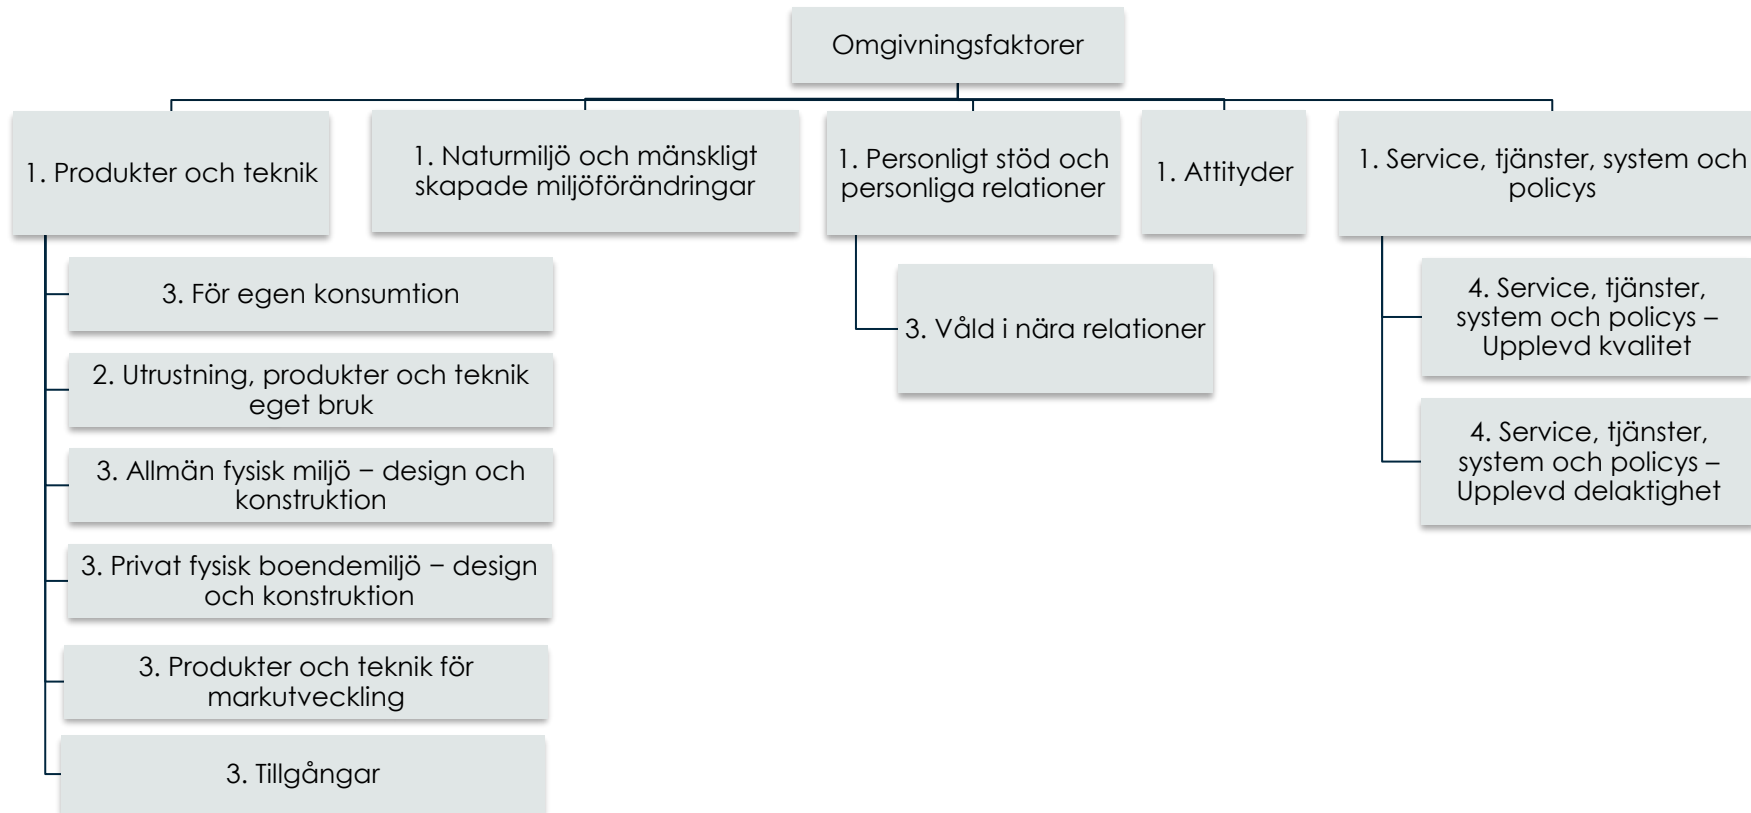 Omgivningsfaktorer
1. Produkter och teknik
1. Naturmiljö och mänskligt
skapade miljöförändringar
1. Personligt stöd och
personliga relationer
1. Attityder
1. Service, tjänster, system och
policys
3. För egen konsumtion
2. Utrustning, produkter och teknik
eget bruk
3. Allmän fysisk miljö – design och
konstruktion
3. Privat fysisk boendemiljö – design
och konstruktion
3. Produkter och teknik för
markutveckling
3. Tillgångar
3. Våld i nära relationer
4. Service, tjänster,
system och policys –
Upplevd kvalitet
4. Service, tjänster,
system och policys –
Upplevd delaktighet